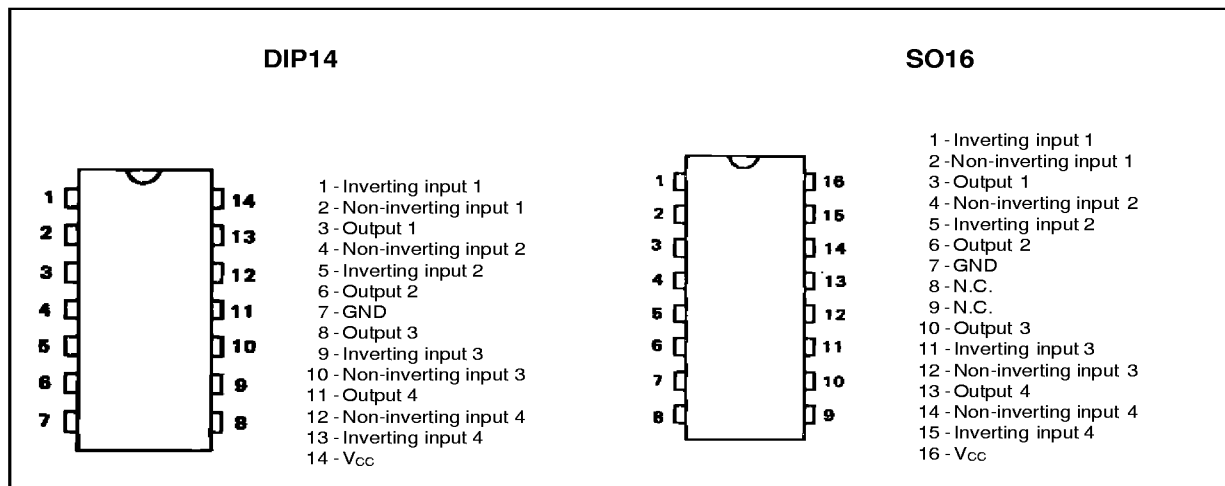 DIP14
1
2
3
4
5
6
7
14
13
12
11
10
9
8
1 - Inverting input 1
2 - Non-inverting input 1
3 - Output 1
4 - Non-inverting input 2
5 - Inverting input 2
6 - Output 2
7 - GND
8 - Output 3
9 - Inverting input 3
10 - Non-inverting input 3
11 - Output 4
12 - Non-inverting input 4
13 - Inverting input 4
14 - VCC
SO16
1
2
3
4
5
6
7
8
16
15
14
13
12
11
10
9
1 - Inverting input 1
2 - Non-inverting input 1
3 - Output 1
4 - Non-inverting input 2
5 - Inverting input 2
6 - Output 2
7 - GND
8 - N.C.
9 - N.C.
10 - Output 3
11 - Inverting input 3
12 - Non-inverting input 3
13 - Output 4
14 - Non-inverting input 4
15 - Inverting input 4
16 - VCC